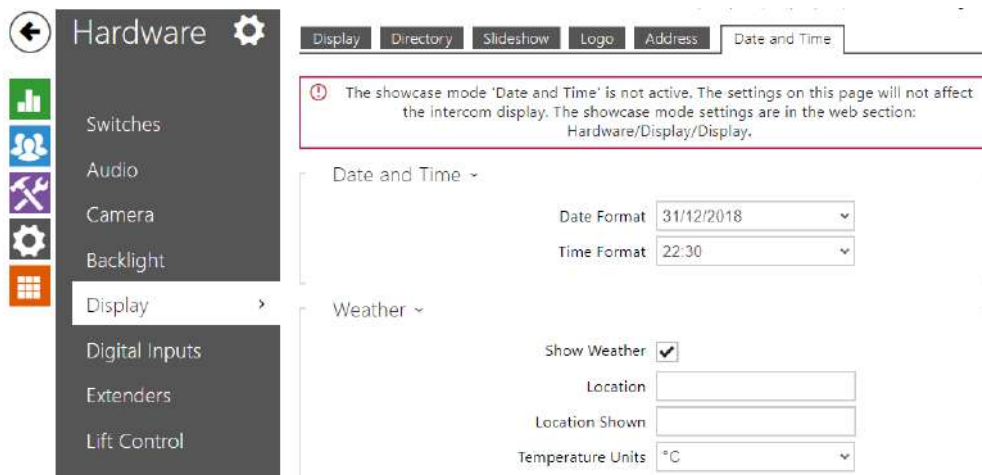 Hardware
Switches
Audio
Camera
Backlight
Display
Digital Inputs
Extenders
Lift Control
Display Directory Slideshow Logo Address Date and Time
The showcase mode 'Date and Time' is not active. The settings on this page will not affect
the intercom display. The showcase mode settings are in the web section:
Hardware/Display/Display.
Date and Time
Date Format 31/12/2018
Time Format 22:30
Weather
Show Weather
Location
Location Shown
Temperature Units °C